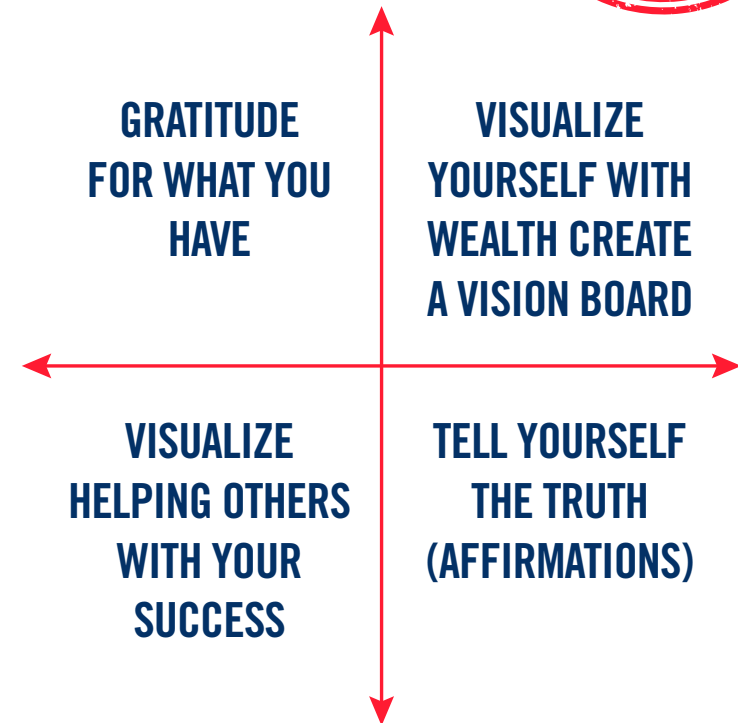 GRATITUDE
FOR WHAT YOU
HAVE
VISUALIZE
YOURSELF WITH
WEALTH CREATE
A VISION BOARD
VISUALIZE
HELPING OTHERS
WITH YOUR
SUCCESS
TELL YOURSELF
THE TRUTH
(AFFIRMATIONS)